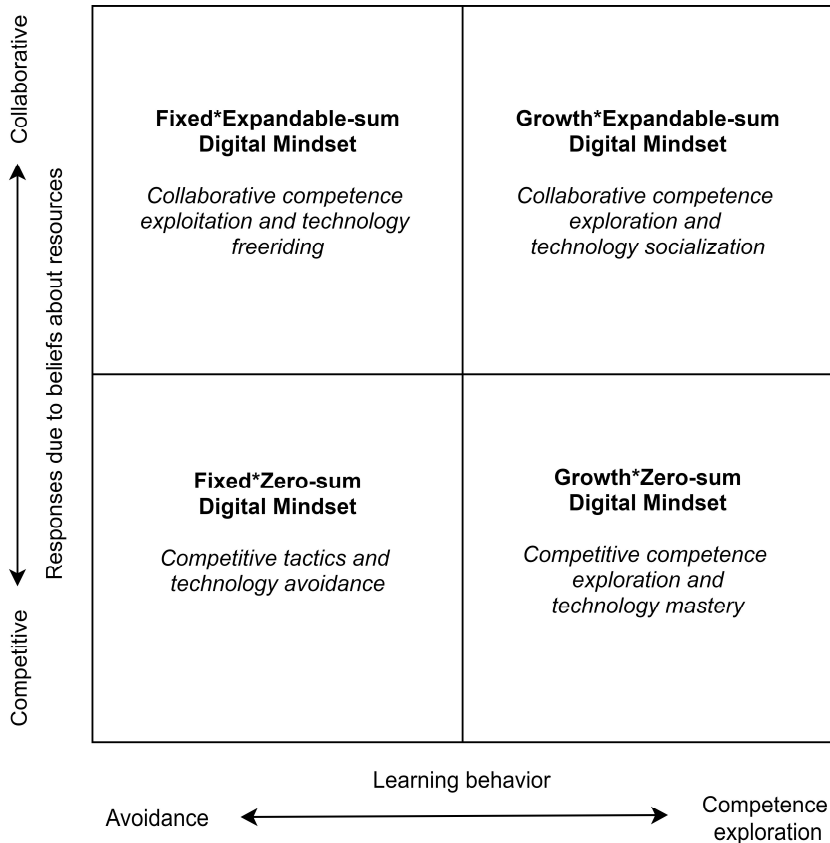 Collaborative
Responses due to beliefs about resources
Competitive
Fixed*Expandable-sum
Digital Mindset
Collaborative competence
exploitation and technology
freeriding
Growth*Expandable-sum
Digital Mindset
Collaborative competence
exploration and
technology socialization
Fixed*Zero-sum
Digital Mindset
Competitive tactics and
technology avoidance
Growth*Zero-sum
Digital Mindset
Competitive competence
exploration and
technology mastery
Learning behavior
Avoidance
Competence
exploration